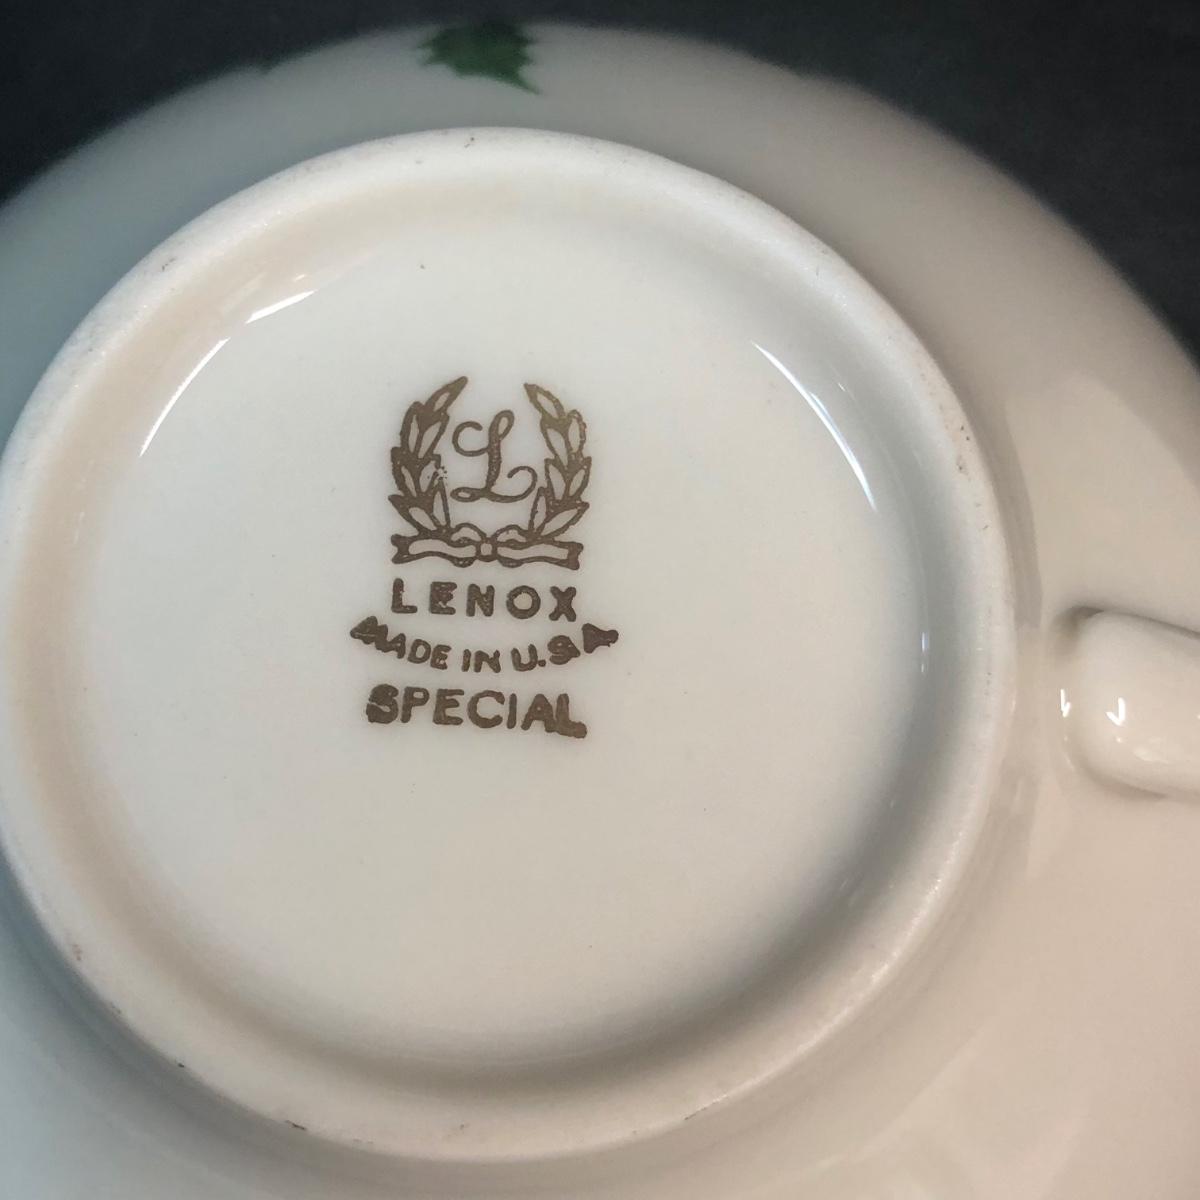 L
LENOX
MADE IN U.S.A
SPECIAL